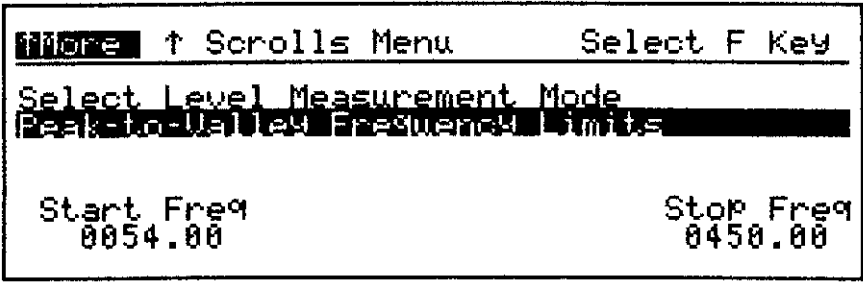 ↑More ↑ Scrolls Menu Select F Key
Select Level Measurement Mode
Peak-to-Valley Frequency Limits
Start Freq Stop Freq
0054.00 0450.00